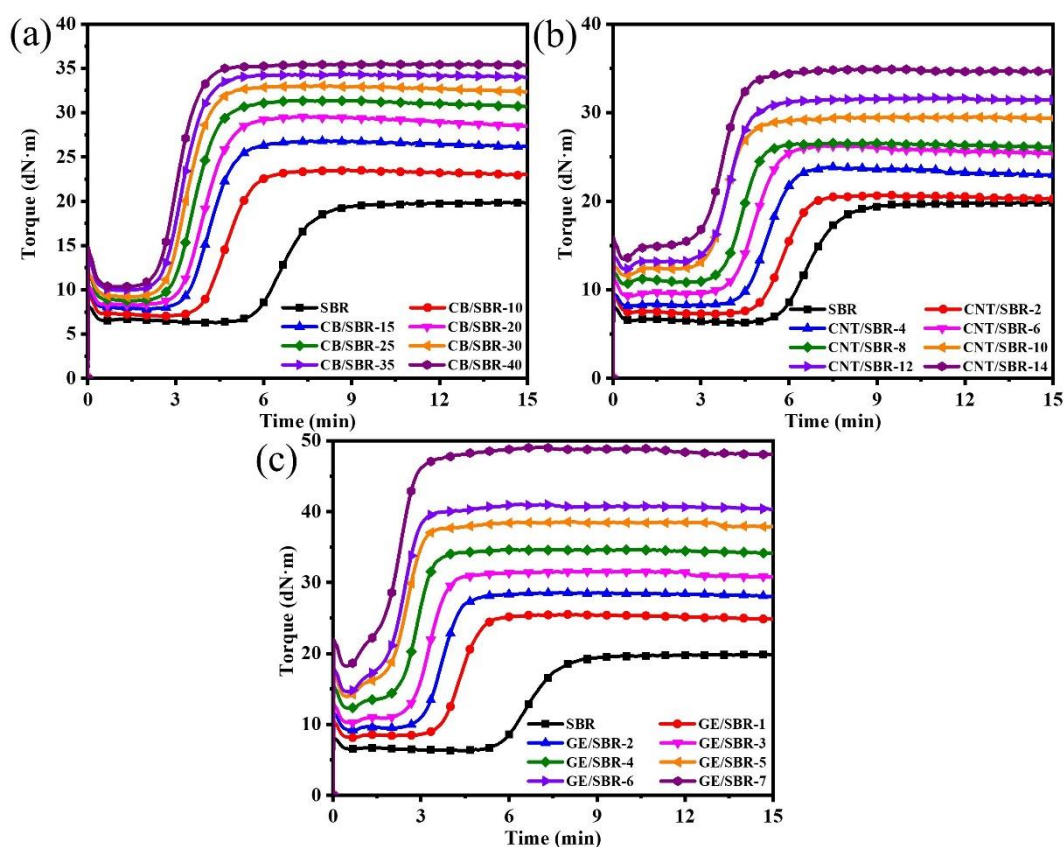 (a)
40
35
30
25
20
15
10
5
0
Torque (dN·m)
SBR CB/SBR-10
CB/SBR-15 CB/SBR-20
CB/SBR-25 CB/SBR-30
CB/SBR-35 CB/SBR-40
0 3 6 9 12 15
Time (min)
(b)
40
35
30
25
20
15
10
5
0
Torque (dN·m)
SBR CNT/SBR-2
CNT/SBR-4 CNT/SBR-6
CNT/SBR-8 CNT/SBR-10
CNT/SBR-12 CNT/SBR-14
0 3 6 9 12 15
Time (min)
(c)
50
40
30
20
10
0
Torque (dN·m)
SBR GE/SBR-1
GE/SBR-2 GE/SBR-3
GE/SBR-4 GE/SBR-5
GE/SBR-6 GE/SBR-7
0 3 6 9 12 15
Time (min)